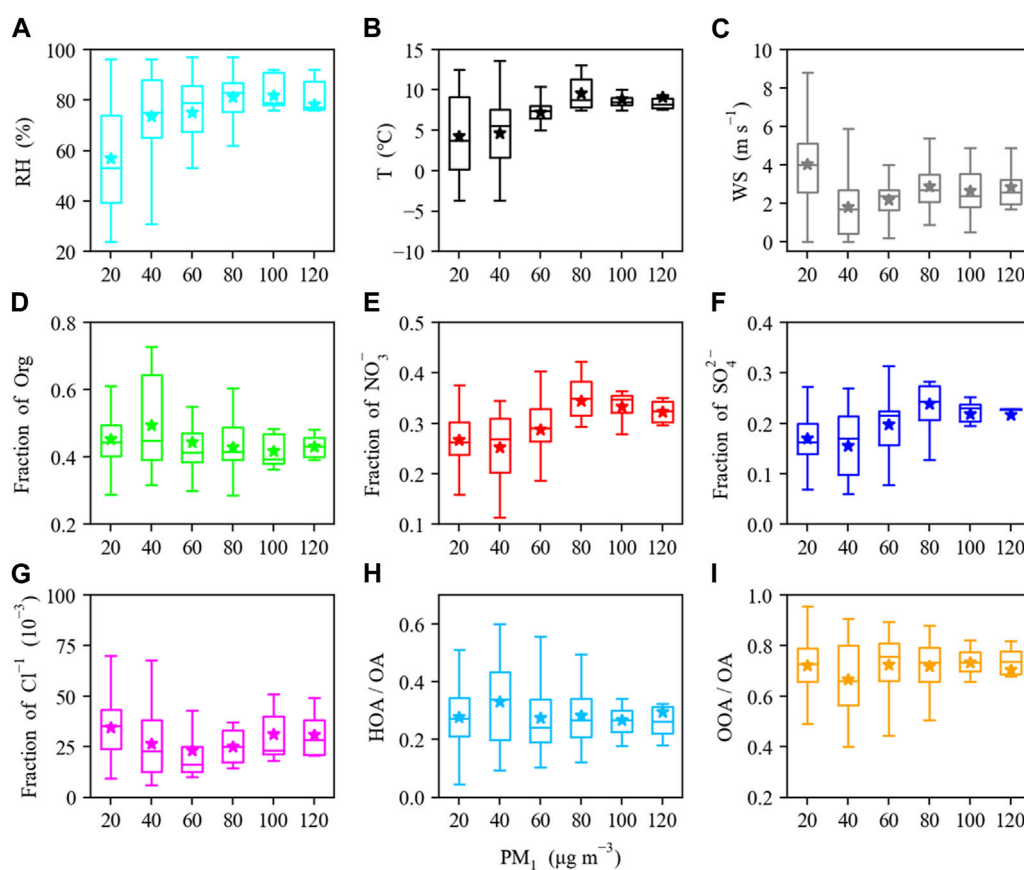 A
B
C
RH (%)
100
80
60
40
20
20 40 60 80 100 120
T (°C)
15
10
5
0
−5
−10
20 40 60 80 100 120
WS (m s⁻¹)
10
8
6
4
2
0
20 40 60 80 100 120
D
E
F
Fraction of Org
0.8
0.6
0.4
0.2
20 40 60 80 100 120
Fraction of NO₃⁻
0.5
0.4
0.3
0.2
0.1
20 40 60 80 100 120
Fraction of SO₄²⁻
0.4
0.3
0.2
0.1
0.0
20 40 60 80 100 120
G
H
I
Fraction of Cl⁻¹ (10⁻³)
100
75
50
25
0
20 40 60 80 100 120
HOA / OA
0.6
0.4
0.2
0.0
20 40 60 80 100 120
OOA / OA
1.0
0.8
0.6
0.4
0.2
20 40 60 80 100 120
PM₁ (μg m⁻³)